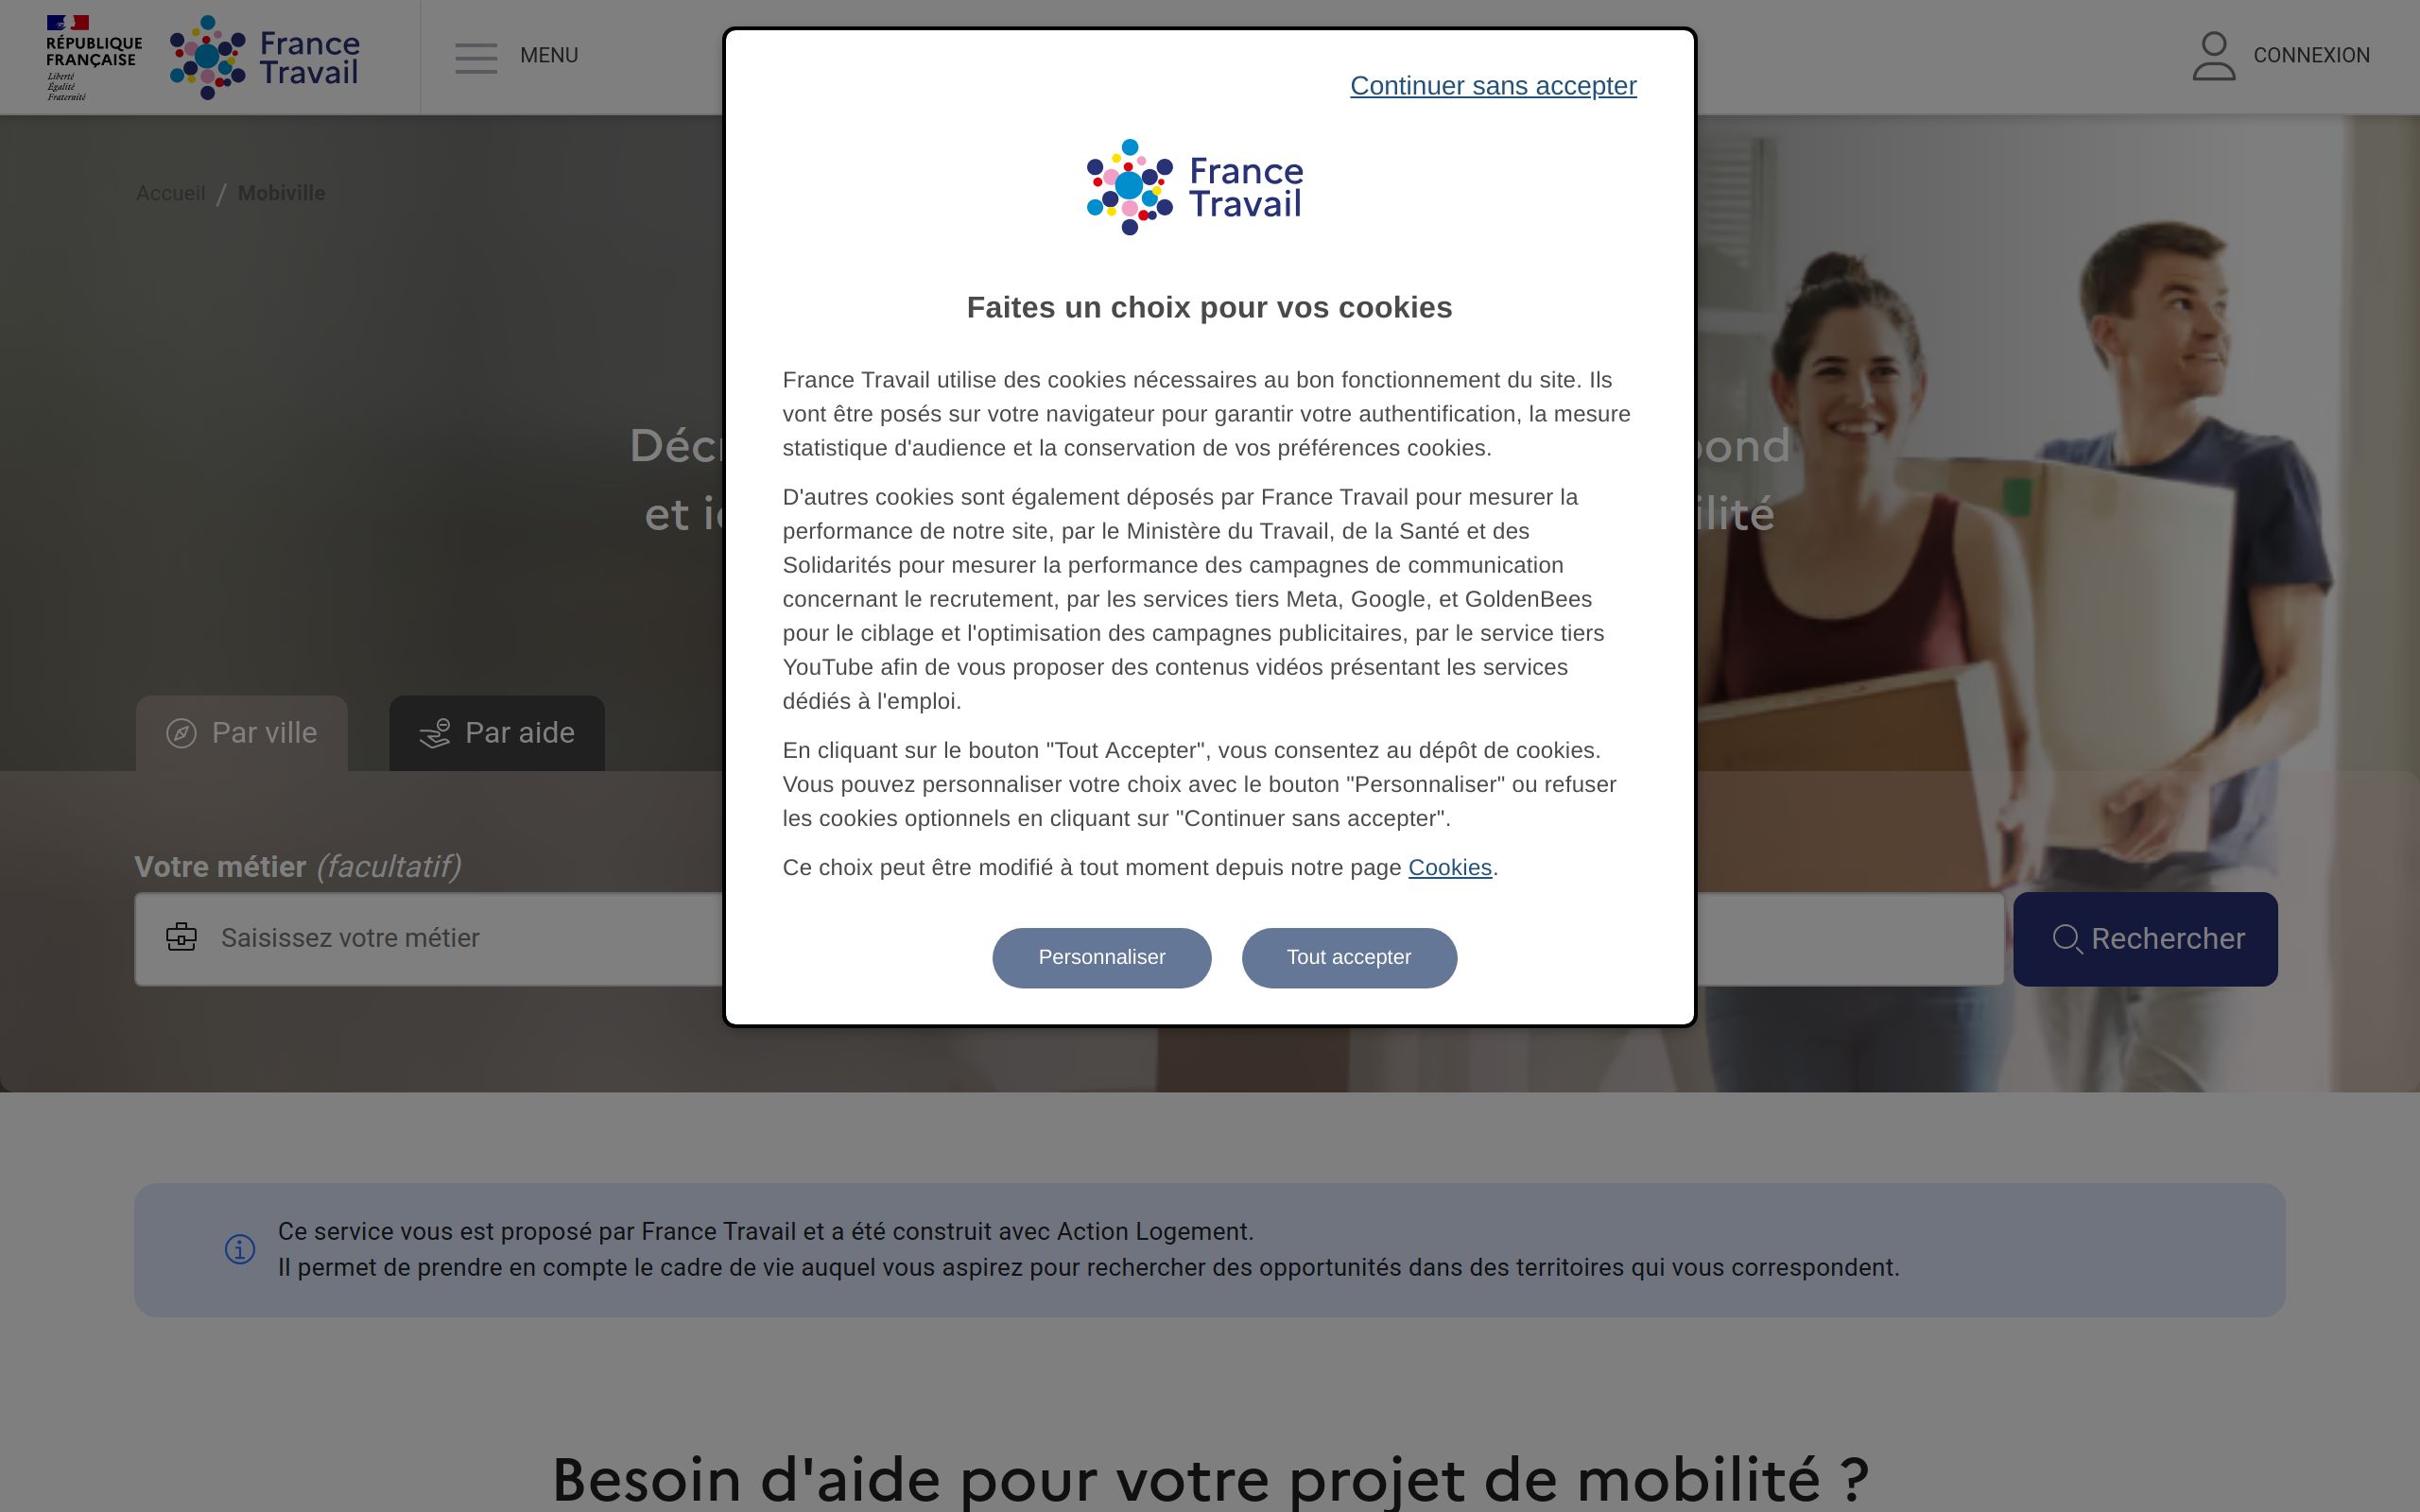 RÉPUBLIQUE
FRANÇAISE
Liberté
Égalité
Fraternité
France
Travail
MENU
CONNEXION
Accueil / Mobiville
Continuer sans accepter
France
Travail
Faites un choix pour vos cookies
France Travail utilise des cookies nécessaires au bon fonctionnement du site. Ils
vont être posés sur votre navigateur pour garantir votre authentification, la mesure
statistique d'audience et la conservation de vos préférences cookies.
D'autres cookies sont également déposés par France Travail pour mesurer la
performance de notre site, par le Ministère du Travail, de la Santé et des
Solidarités pour mesurer la performance des campagnes de communication
concernant le recrutement, par les services tiers Meta, Google, et GoldenBees
pour le ciblage et l'optimisation des campagnes publicitaires, par le service tiers
YouTube afin de vous proposer des contenus vidéos présentant les services
dédiés à l'emploi.
En cliquant sur le bouton "Tout Accepter", vous consentez au dépôt de cookies.
Vous pouvez personnaliser votre choix avec le bouton "Personnaliser" ou refuser
les cookies optionnels en cliquant sur "Continuer sans accepter".
Ce choix peut être modifié à tout moment depuis notre page Cookies.
Personnaliser
Tout accepter
et
Par ville
Par aide
Votre métier (facultatif)
Saisissez votre métier
Rechercher
Ce service vous est proposé par France Travail et a été construit avec Action Logement.
Il permet de prendre en compte le cadre de vie auquel vous aspirez pour rechercher des opportunités dans des territoires qui vous correspondent.
Besoin d'aide pour votre projet de mobilité ?